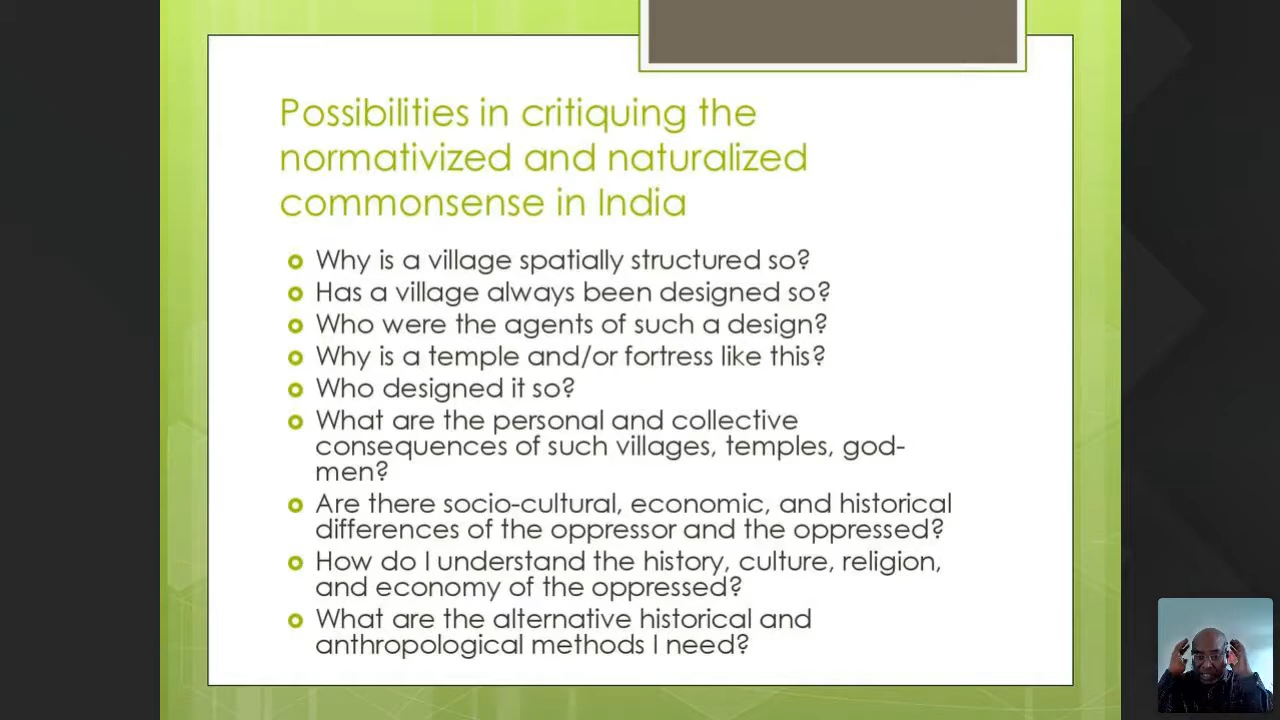 Possibilities in critiquing the
normativized and naturalized
commonsense in India
Why is a village spatially structured so?
Has a village always been designed so?
Who were the agents of such a design?
Why is a temple and/or fortress like this?
Who designed it so?
What are the personal and collective
consequences of such villages, temples, god-
men?
Are there socio-cultural, economic, and historical
differences of the oppressor and the oppressed?
How do I understand the history, culture, religion,
and economy of the oppressed?
What are the alternative historical and
anthropological methods I need?